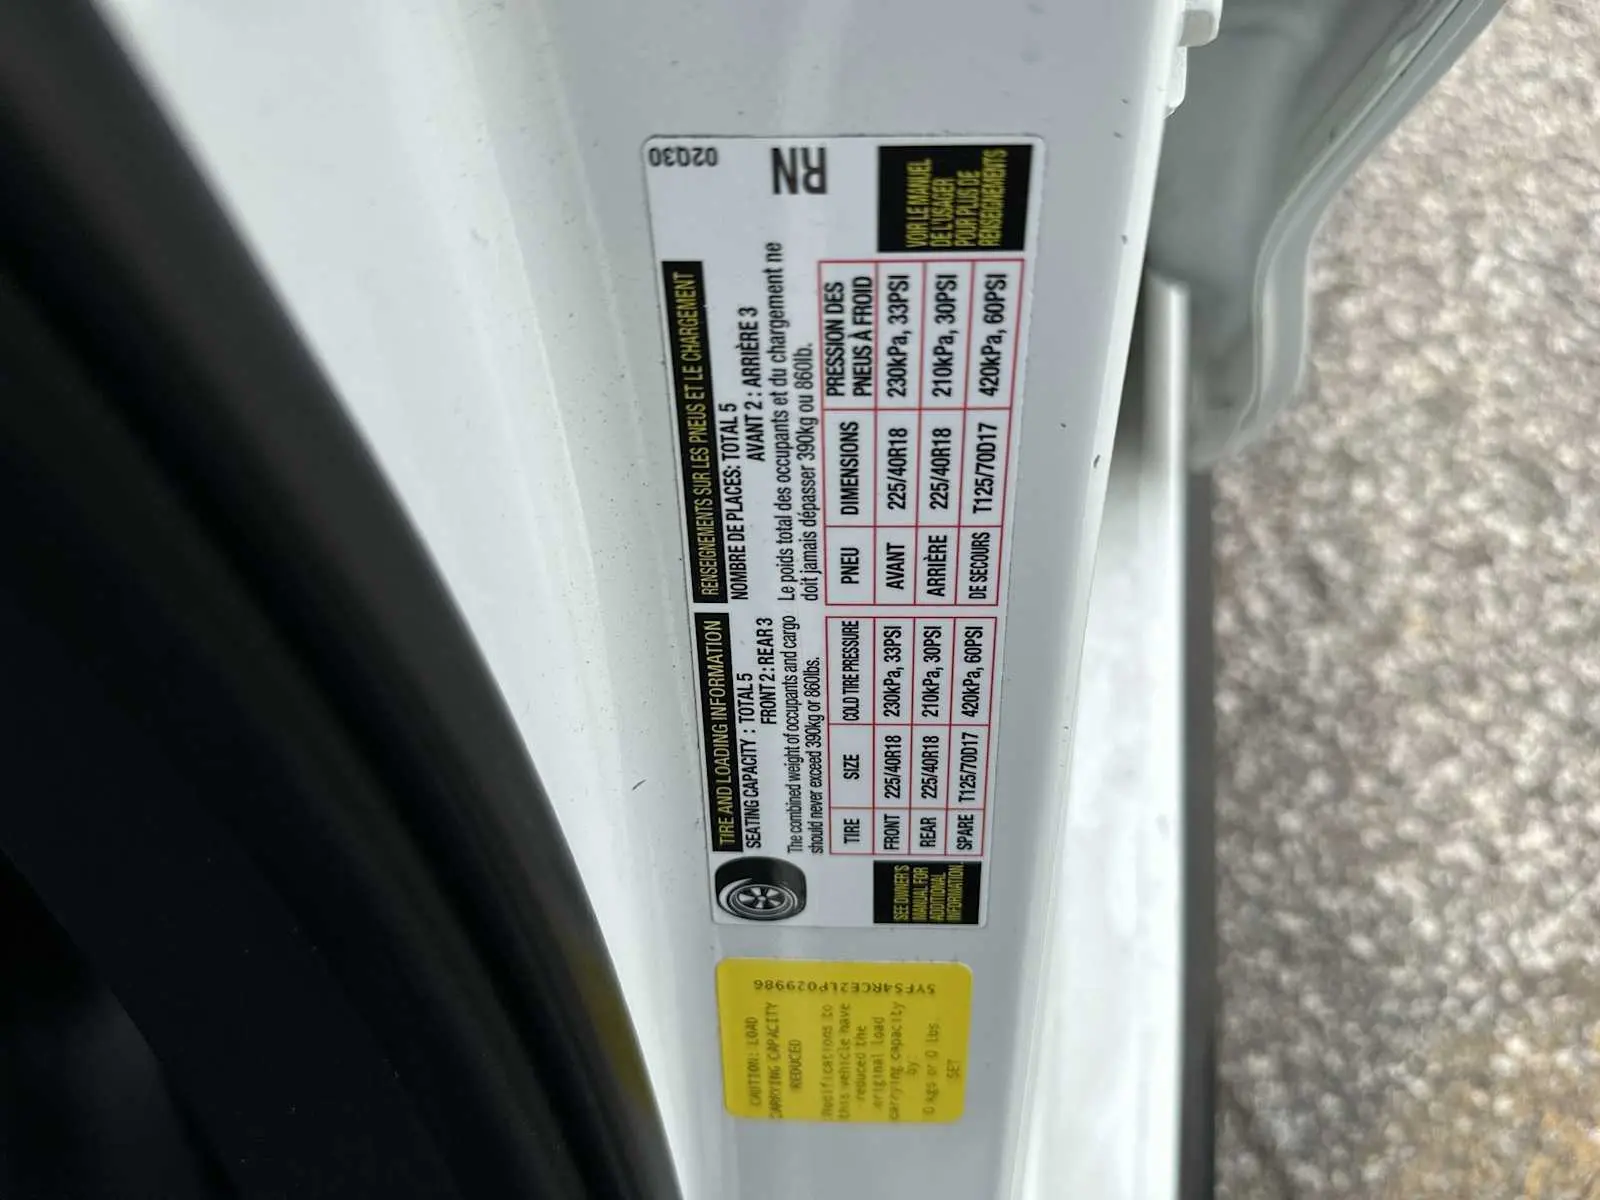 TIRE AND LOADING INFORMATION
SEATING CAPACITY : TOTAL 5
FRONT 2 : REAR 3
The combined weight of occupants and cargo
should never exceed 390kg or 860lbs.
TIRE SIZE COLD TIRE PRESSURE
FRONT 225/40R18 230kPa, 33PSI
REAR 225/40R18 210kPa, 30PSI
SPARE T125/70D17 420kPa, 60PSI
SEE OWNER'S
MANUAL FOR
ADDITIONAL
INFORMATION.
RENSEIGNEMENTS SUR LES PNEUS ET LE CHARGEMENT
NOMBRE DE PLACES: TOTAL 5
AVANT 2 : ARRIÈRE 3
Le poids total des occupants et du chargement ne
doit jamais dépasser 390kg ou 860lb.
PNEU DIMENSIONS PRESSION DES
PNEUS À FROID
AVANT 225/40R18 230kPa, 33PSI
ARRIÈRE 225/40R18 210kPa, 30PSI
DE SECOURS T125/70D17 420kPa, 60PSI
VOIR LE MANUEL
DE L'USAGER
POUR PLUS DE
RENSEIGNEMENTS
02Q30
RN
5YFS4RCE2LP029986
CAUTION: LOAD
CARRYING CAPACITY
REDUCED
Modifications to
this vehicle have
reduced the
original load
carrying capacity
by:
0 kgs or 0 lbs.
SET